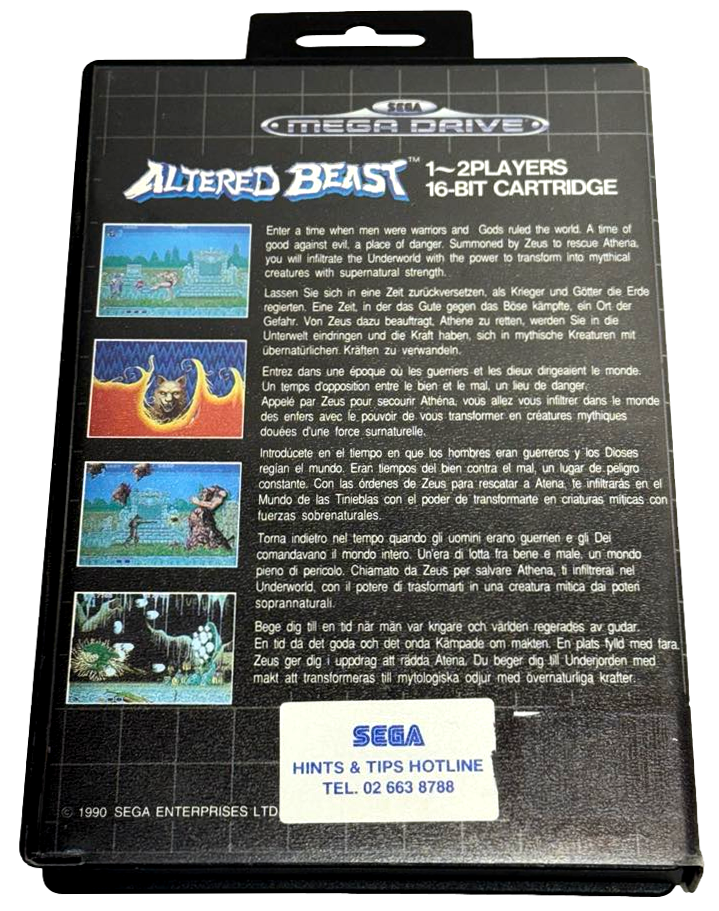 SEGA
MEGA DRIVE
ALTERED BEAST™
1~2PLAYERS
16-BIT CARTRIDGE
Enter a time when men were warriors and Gods ruled the world. A time of
good against evil, a place of danger. Summoned by Zeus to rescue Athena,
you will infiltrate the Underworld with the power to transform into mythical
creatures with supernatural strength.
Lassen Sie sich in eine Zeit zurückversetzen, als Krieger und Götter die Erde
regierten. Eine Zeit, in der das Gute gegen das Böse kämpfte, ein Ort der
Gefahr. Von Zeus dazu beauftragt, Athene zu retten, werden Sie in die
Unterwelt eindringen und die Kraft haben, sich in mythische Kreaturen mit
übernatürlichen Kräften zu verwandeln.
Entrez dans une époque où les guerriers et les dieux dirigeaient le monde.
Un temps d'opposition entre le bien et le mal, un lieu de danger.
Appelé par Zeus pour secourir Athéna, vous allez vous infiltrer dans le monde
des enfers avec le pouvoir de vous transformer en créatures mythiques
douées d'une force surnaturelle.
Introdúcete en el tiempo en que los hombres eran guerreros y los Dioses
regían el mundo. Eran tiempos del bien contra el mal, un lugar de peligro
constante. Con las órdenes de Zeus para rescatar a Atena, te infiltrarás en el
Mundo de las Tinieblas con el poder de transformarte en criaturas míticas con
fuerzas sobrenaturales.
Torna indietro nel tempo quando gli uomini erano guerrieri e gli Dei
comandavano il mondo intero. Un'era di lotta fra bene e male, un mondo
pieno di pericolo. Chiamato da Zeus per salvare Athena, ti infiltrerai nel
Underworld, con il potere di trasformarti in una creatura mitica dai poteri
soprannaturali.
Bege dig till en tid när män var krigare och världen regerades av gudar.
En tid då det goda och det onda Kämpade om makten. En plats fylld med fara.
Zeus ger dig i uppdrag att rädda Atena. Du beger dig till Underjorden med
makt att transformeras till mytologiska odjur med övernaturliga krafter.
SEGA
HINTS & TIPS HOTLINE
TEL. 02 663 8788
© 1990 SEGA ENTERPRISES LTD